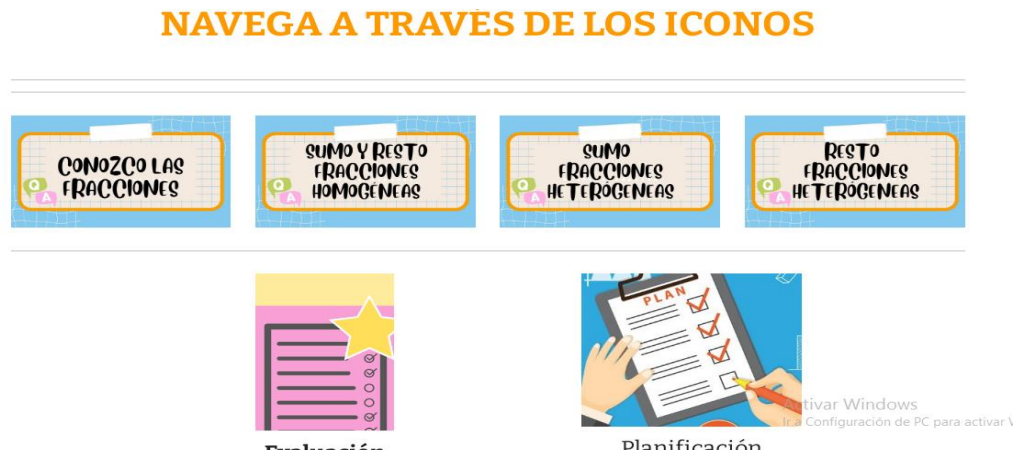 NAVEGA A TRAVÉS DE LOS ICONOS
CONOZCO LAS
FRACCIONES
Q
A
SUMO Y RESTO
FRACCIONES
HOMOGÉNEAS
Q
A
SUMO
FRACCIONES
HETERÓGENEAS
Q
A
RESTO
FRACCIONES
HETERÓGENEAS
Q
A
PLAN
Evaluación
Planificación
Activar Windows
Ir a Configuración de PC para activar